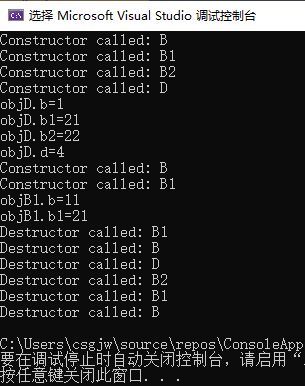 选择 Microsoft Visual Studio 调试控制台
Constructor called: B
Constructor called: B1
Constructor called: B2
Constructor called: D
objD.b=1
objD.b1=21
objD.b2=22
objD.d=4
Constructor called: B
Constructor called: B1
objB1.b=11
objB1.b1=21
Destructor called: B1
Destructor called: B
Destructor called: D
Destructor called: B2
Destructor called: B1
Destructor called: B
C:\Users\csgjw\source\repos\ConsoleApp
要在调试停止时自动关闭控制台，请启用“
按任意键关闭此窗口. . .